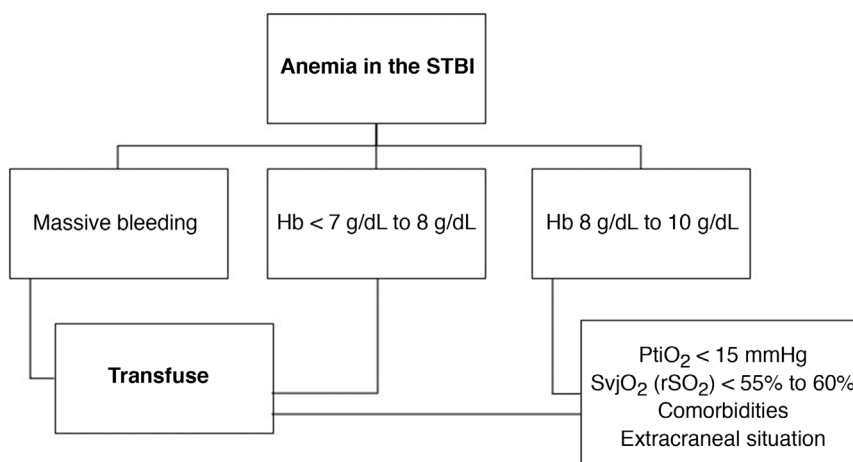 Anemia in the STBI
Massive bleeding
Hb < 7 g/dL to 8 g/dL
Hb 8 g/dL to 10 g/dL
Transfuse
PtiO₂ < 15 mmHg
SvjO₂ (rSO₂) < 55% to 60%
Comorbidities
Extracraneal situation